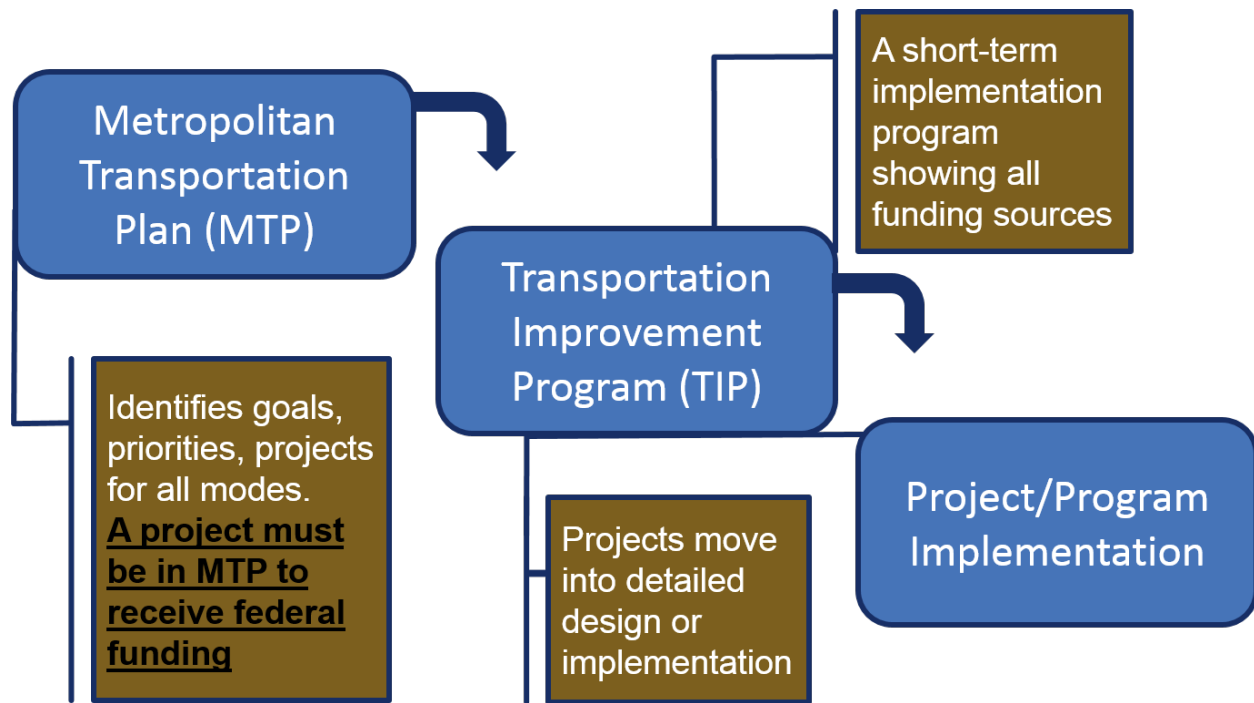 Metropolitan
Transportation
Plan (MTP)
Identifies goals,
priorities, projects
for all modes.
A project must
be in MTP to
receive federal
funding
A short-term
implementation
program
showing all
funding sources
Transportation
Improvement
Program (TIP)
Projects move
into detailed
design or
implementation
Project/Program
Implementation